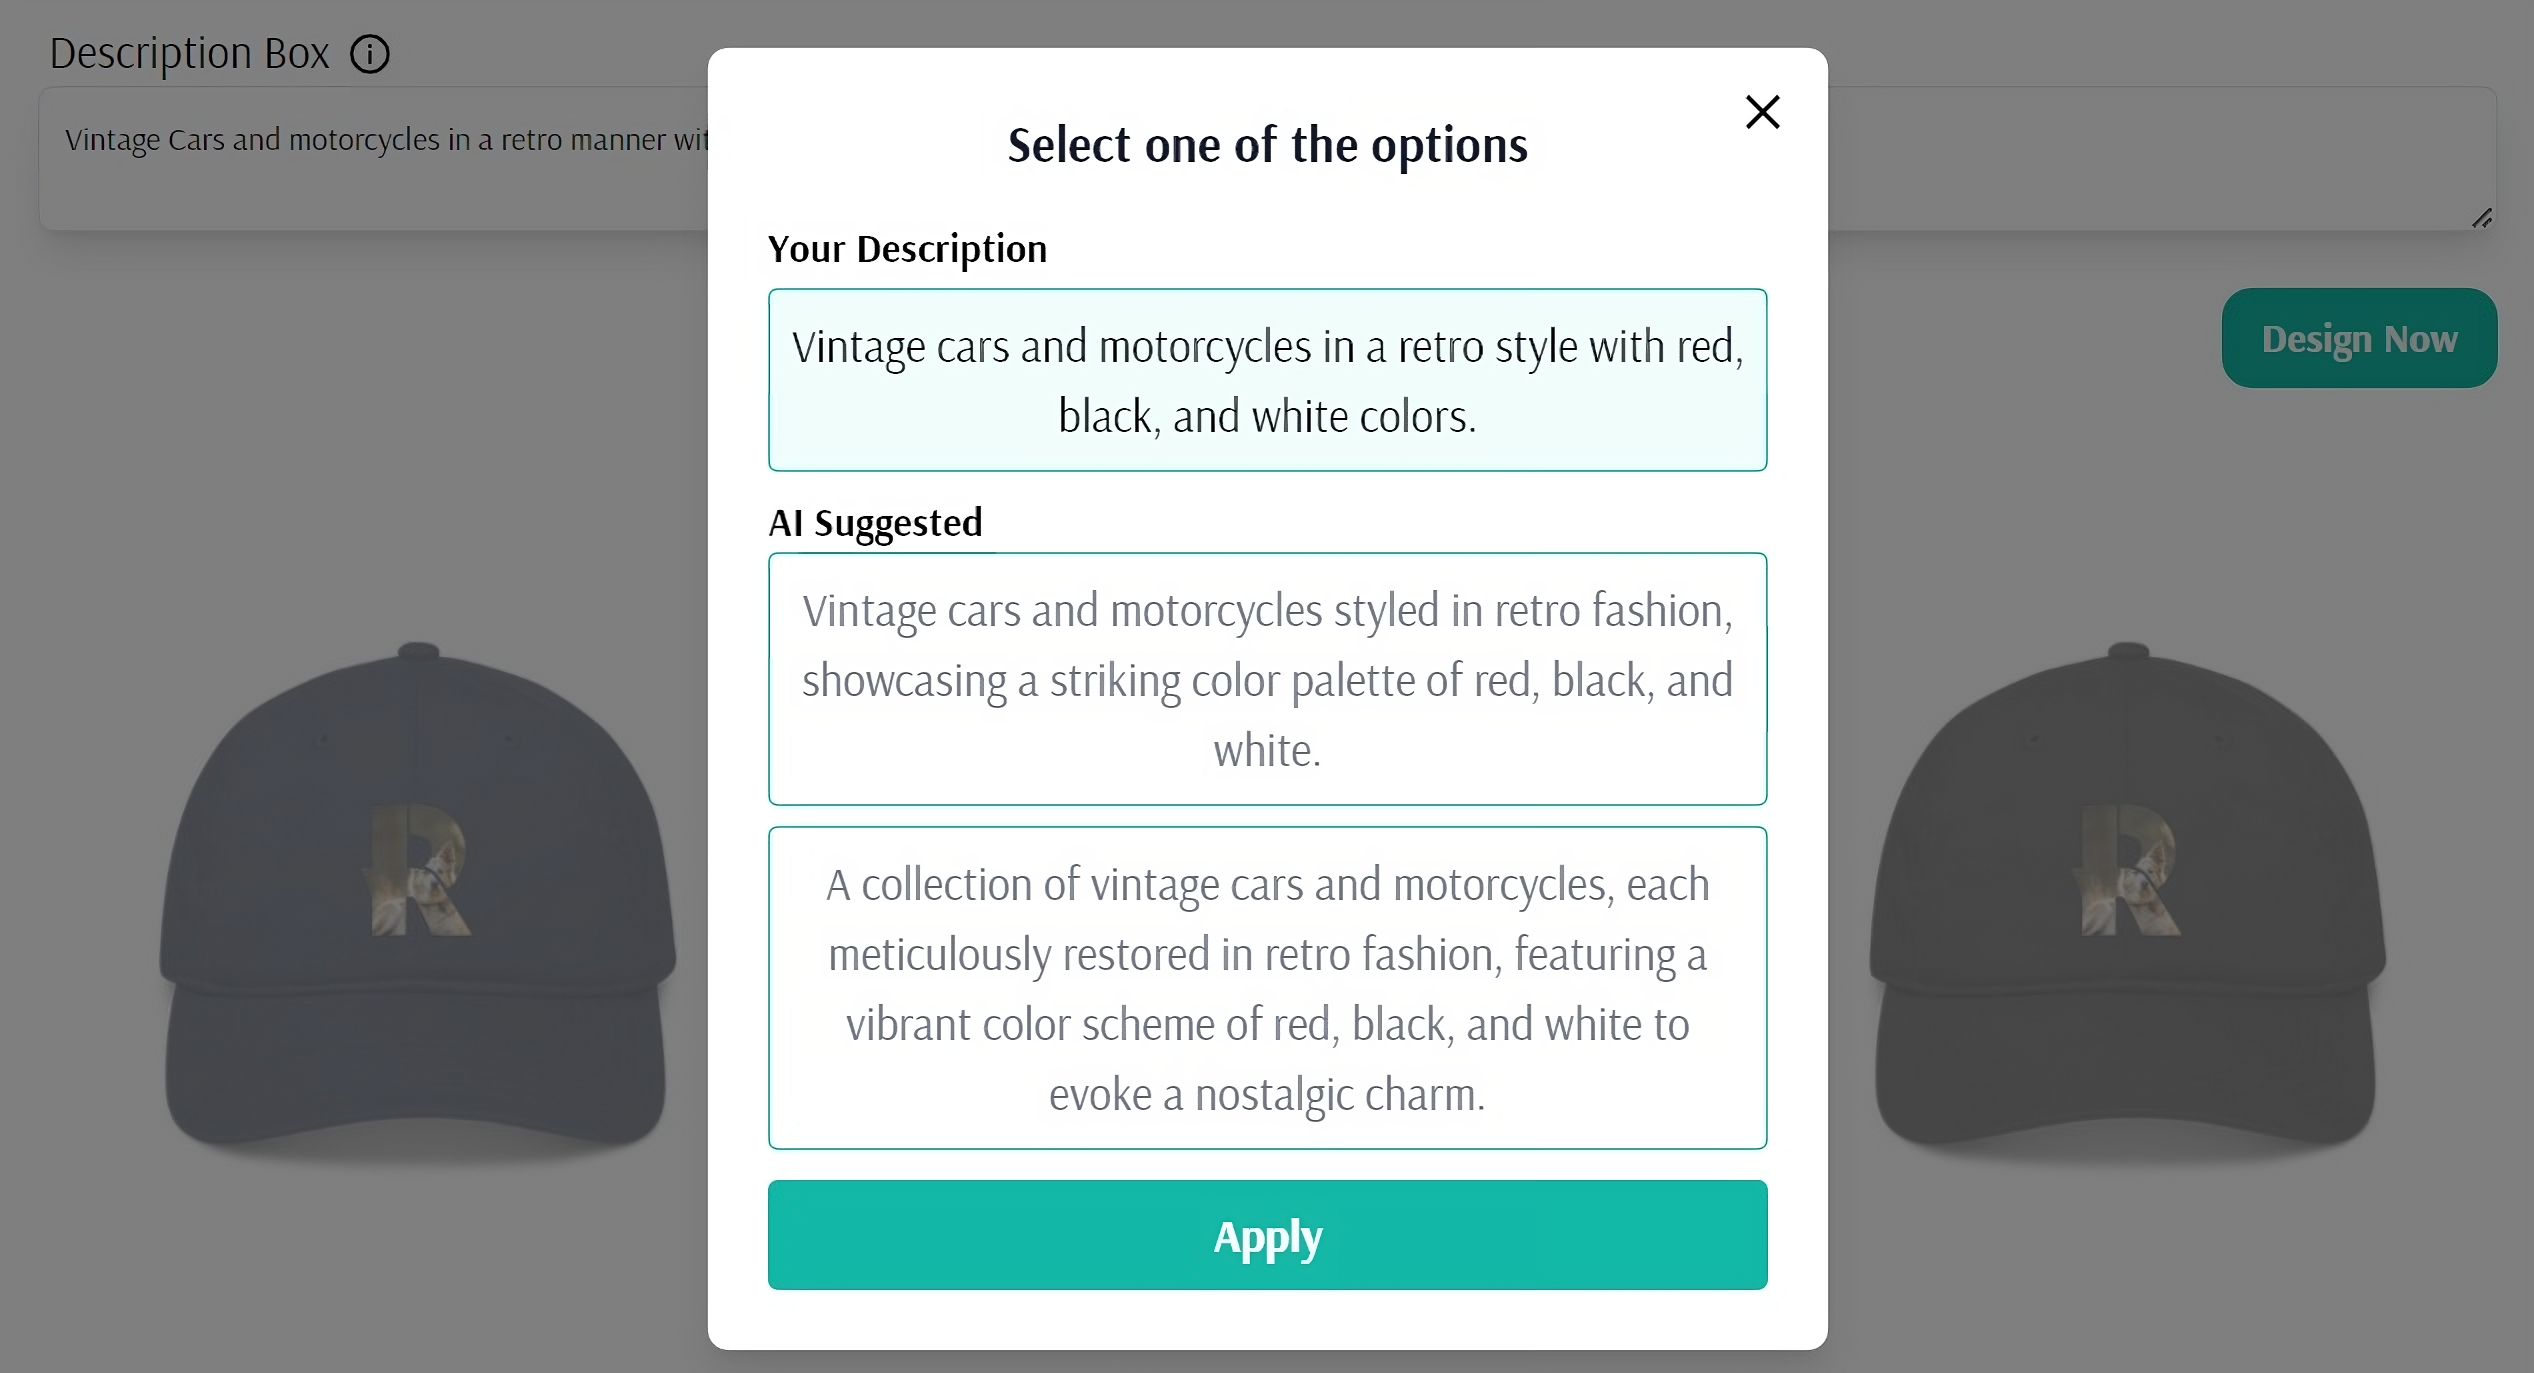 Description Box
Vintage Cars and motorcycles in a retro manner
Select one of the options
Your Description
Vintage cars and motorcycles in a retro style with red,
black, and white colors.
AI Suggested
Vintage cars and motorcycles styled in retro fashion,
showcasing a striking color palette of red, black, and
white.
A collection of vintage cars and motorcycles, each
meticulously restored in retro fashion, featuring a
vibrant color scheme of red, black, and white to
evoke a nostalgic charm.
Apply
Design Now
R
R